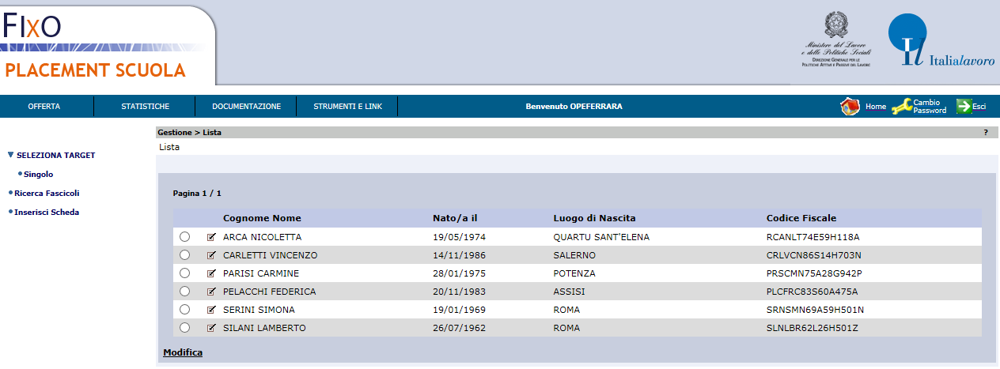 FIxO
PLACEMENT SCUOLA
Ministero del Lavoro
e delle Politiche Sociali
DIREZIONE GENERALE PER LE
POLITICHE ATTIVE E PASSIVE DEL LAVORO
Il Italialavoro
OFFERTA STATISTICHE DOCUMENTAZIONE STRUMENTI E LINK Benvenuto OPEFERRARA Home Cambio Password Esci
Gestione > Lista ?
Lista
SELEZIONA TARGET
Singolo
Ricerca Fascicoli
Inserisci Scheda
Pagina 1 / 1
Cognome Nome Nato/a il Luogo di Nascita Codice Fiscale
ARCA NICOLETTA 19/05/1974 QUARTU SANT'ELENA RCANLT74E59H118A
CARLETTI VINCENZO 14/11/1986 SALERNO CRLVCN86S14H703N
PARISI CARMINE 28/01/1975 POTENZA PRSCMN75A28G942P
PELACCHI FEDERICA 20/11/1983 ASSISI PLCFRC83S60A475A
SERINI SIMONA 19/01/1969 ROMA SRNSMN69A59H501N
SILANI LAMBERTO 26/07/1962 ROMA SLNLBR62L26H501Z
Modifica